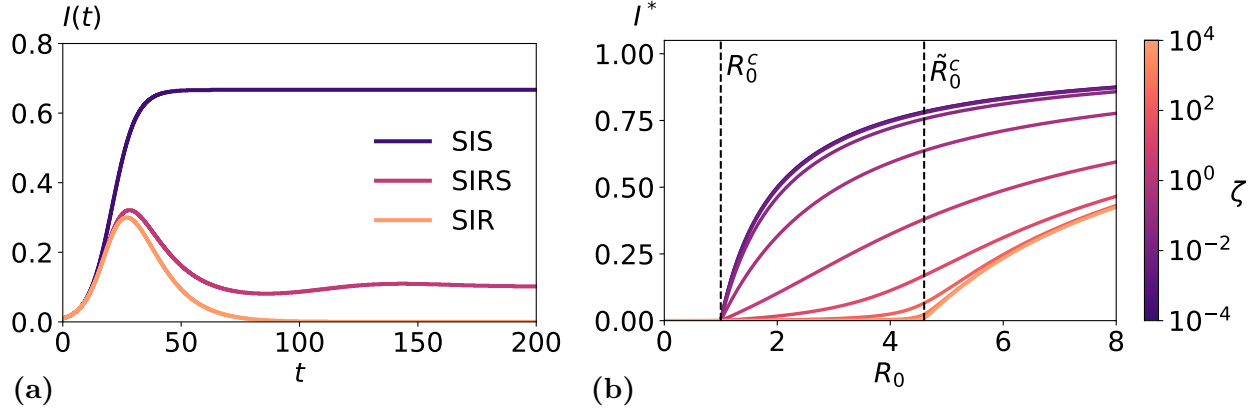 I(t)
0.8
0.6
0.4
0.2
0.0
0
50
100
150
200
t
SIS
SIRS
SIR
(a)
I*
1.00
0.75
0.50
0.25
0.00
0
2
4
6
8
R₀
R₀ᶜ
R̃₀ᶜ
10⁴
10²
10⁰
10⁻²
10⁻⁴
ζ
(b)